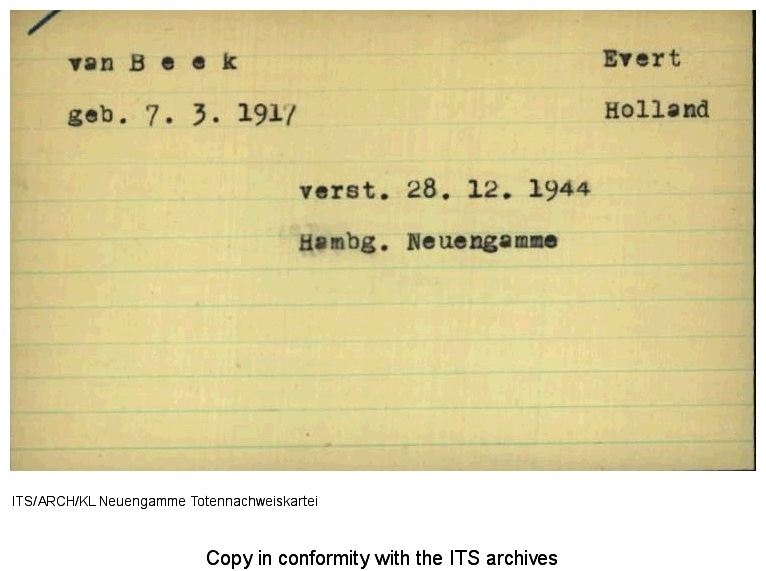 van B e e k Evert
geb. 7. 3. 1917 Holland
verst. 28. 12. 1944
Hambg. Neuengamme
ITS/ARCH/KL Neuengamme Totennachweiskartei
Copy in conformity with the ITS archives